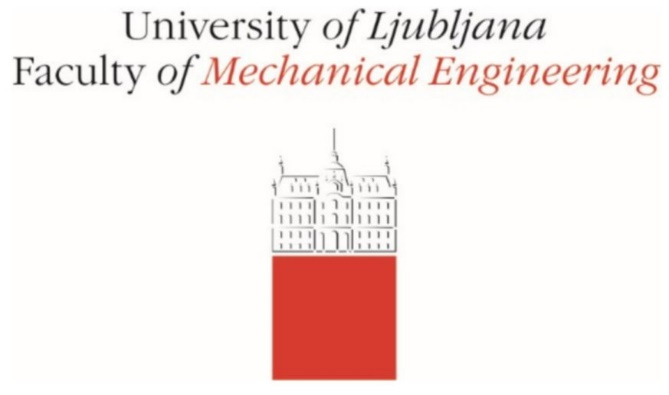 University of Ljubljana
Faculty of Mechanical Engineering